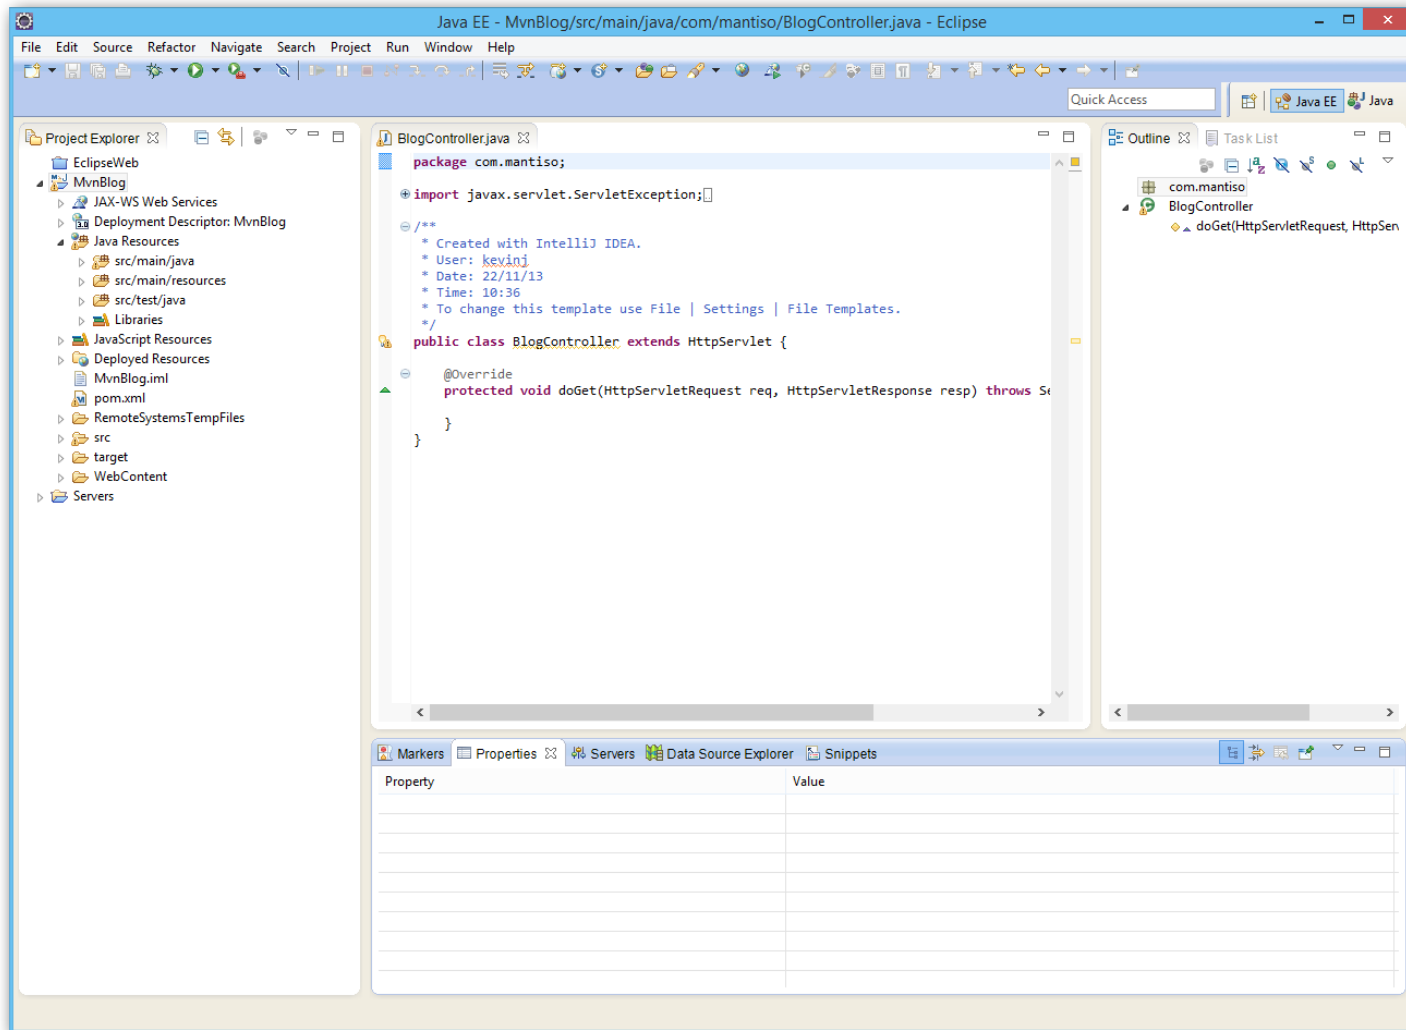 Java EE - MvnBlog/src/main/java/com/mantiso/BlogController.java - Eclipse
File Edit Source Refactor Navigate Search Project Run Window Help
Quick Access
Java EE
Java
Project Explorer
EclipseWeb
MvnBlog
JAX-WS Web Services
Deployment Descriptor: MvnBlog
Java Resources
src/main/java
src/main/resources
src/test/java
Libraries
JavaScript Resources
Deployed Resources
MvnBlog.iml
pom.xml
RemoteSystemsTempFiles
src
target
WebContent
Servers
BlogController.java
package com.mantiso;
import javax.servlet.ServletException;
/**
* Created with IntelliJ IDEA.
* User: kevinj
* Date: 22/11/13
* Time: 10:36
* To change this template use File | Settings | File Templates.
*/
public class BlogController extends HttpServlet {
@Override
protected void doGet(HttpServletRequest req, HttpServletResponse resp) throws Se
}
}
Outline
Task List
com.mantiso
BlogController
doGet(HttpServletRequest, HttpServ
Markers Properties Servers Data Source Explorer Snippets
Property Value